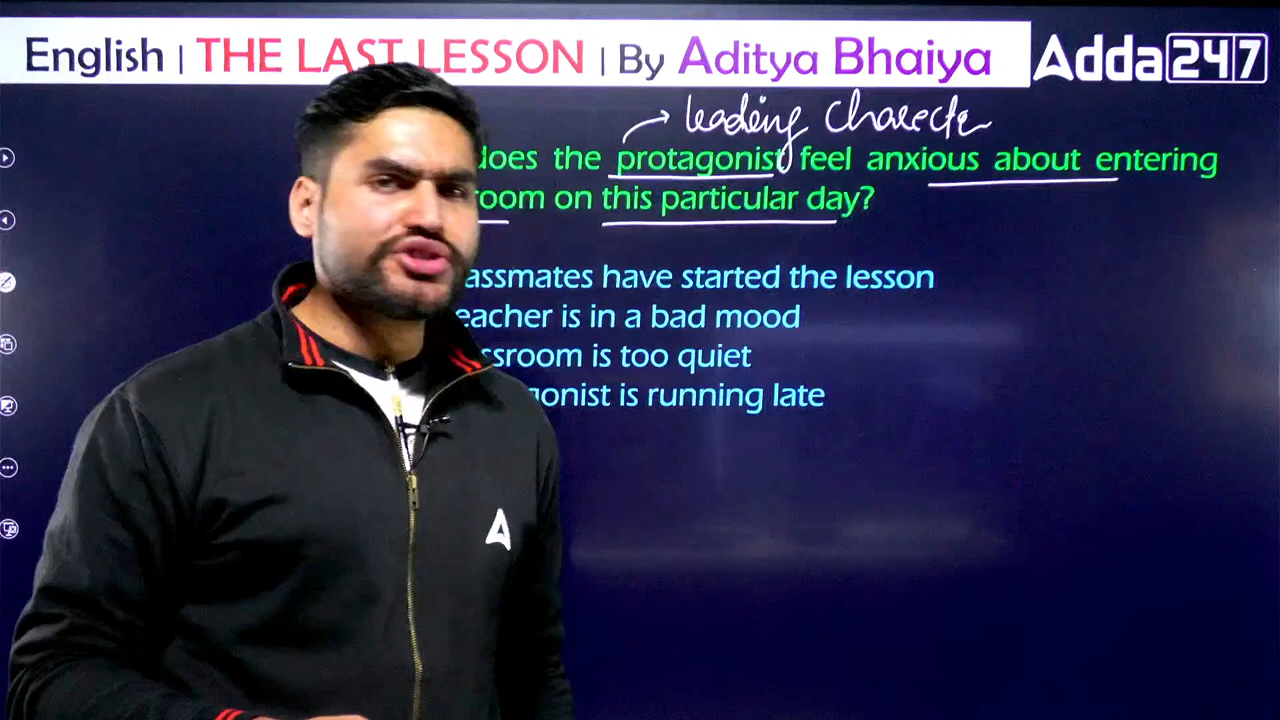 English | THE LAST LESSON | By Aditya Bhaiya
Adda247
leading
does the protagonist feel anxious about entering
room on this particular day?
assmates have started the lesson
eacher is in a bad mood
ssroom is too quiet
gonist is running late